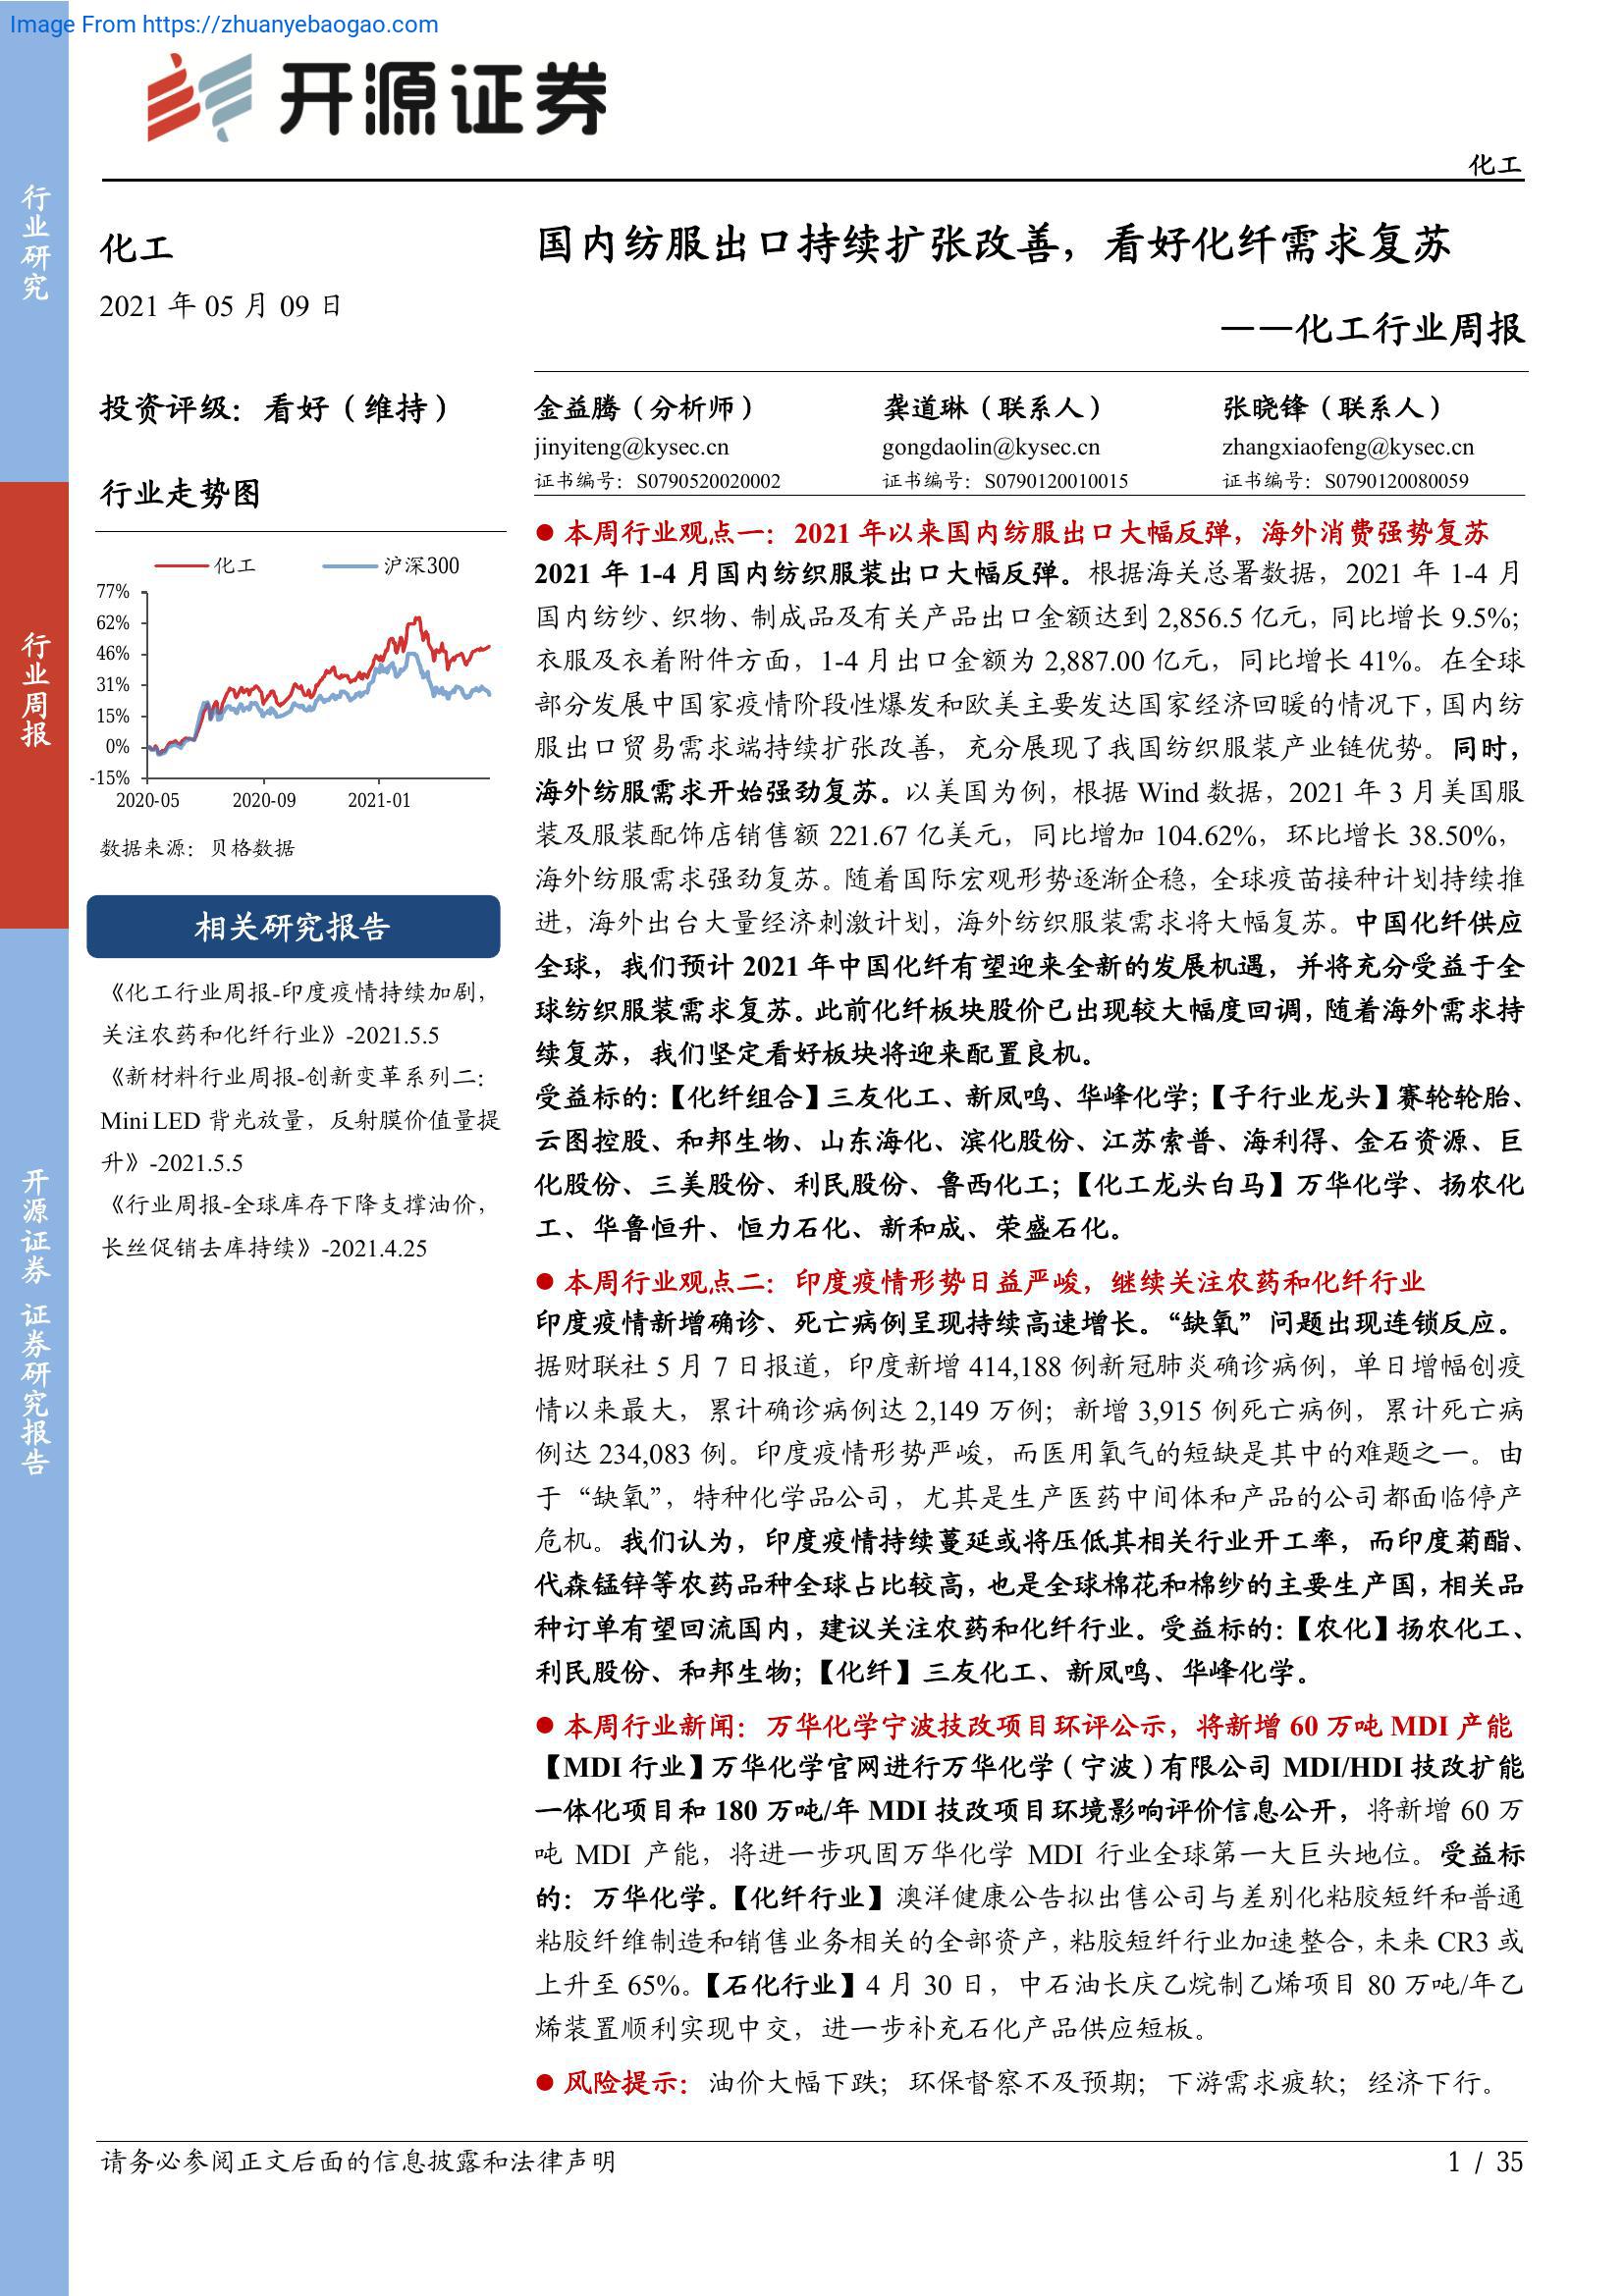 Image From https://zhuanyebaogao.com
开源证券
化工
行业研究
行业周报
开源证券 证券研究报告
化工
2021 年 05 月 09 日
投资评级：看好（维持）
行业走势图
化工
沪深300
77%
62%
46%
31%
15%
0%
-15%
2020-05
2020-09
2021-01
数据来源：贝格数据
相关研究报告
《化工行业周报-印度疫情持续加剧，
关注农药和化纤行业》-2021.5.5
《新材料行业周报-创新变革系列二：
Mini LED 背光放量，反射膜价值量提
升》-2021.5.5
《行业周报-全球库存下降支撑油价，
长丝促销去库持续》-2021.4.25
国内纺服出口持续扩张改善，看好化纤需求复苏
——化工行业周报
金益腾（分析师）
龚道琳（联系人）
张晓锋（联系人）
jinyiteng@kysec.cn
gongdaolin@kysec.cn
zhangxiaofeng@kysec.cn
证书编号：S0790520020002
证书编号：S0790120010015
证书编号：S0790120080059
● 本周行业观点一：2021 年以来国内纺服出口大幅反弹，海外消费强势复苏
2021 年 1-4 月国内纺织服装出口大幅反弹。根据海关总署数据，2021 年 1-4 月
国内纺纱、织物、制成品及有关产品出口金额达到 2,856.5 亿元，同比增长 9.5%；
衣服及衣着附件方面，1-4 月出口金额为 2,887.00 亿元，同比增长 41%。在全球
部分发展中国家疫情阶段性爆发和欧美主要发达国家经济回暖的情况下，国内纺
服出口贸易需求端持续扩张改善，充分展现了我国纺织服装产业链优势。同时，
海外纺服需求开始强劲复苏。以美国为例，根据 Wind 数据，2021 年 3 月美国服
装及服装配饰店销售额 221.67 亿美元，同比增加 104.62%，环比增长 38.50%，
海外纺服需求强劲复苏。随着国际宏观形势逐渐企稳，全球疫苗接种计划持续推
进，海外出台大量经济刺激计划，海外纺织服装需求将大幅复苏。中国化纤供应
全球，我们预计 2021 年中国化纤有望迎来全新的发展机遇，并将充分受益于全
球纺织服装需求复苏。此前化纤板块股价已出现较大幅度回调，随着海外需求持
续复苏，我们坚定看好板块将迎来配置良机。
受益标的：【化纤组合】三友化工、新凤鸣、华峰化学；【子行业龙头】赛轮轮胎、
云图控股、和邦生物、山东海化、滨化股份、江苏索普、海利得、金石资源、巨
化股份、三美股份、利民股份、鲁西化工；【化工龙头白马】万华化学、扬农化
工、华鲁恒升、恒力石化、新和成、荣盛石化。
● 本周行业观点二：印度疫情形势日益严峻，继续关注农药和化纤行业
印度疫情新增确诊、死亡病例呈现持续高速增长。“缺氧”问题出现连锁反应。
据财联社 5 月 7 日报道，印度新增 414,188 例新冠肺炎确诊病例，单日增幅创疫
情以来最大，累计确诊病例达 2,149 万例；新增 3,915 例死亡病例，累计死亡病
例达 234,083 例。印度疫情形势严峻，而医用氧气的短缺是其中的难题之一。由
于“缺氧”，特种化学品公司，尤其是生产医药中间体和产品的公司都面临停产
危机。我们认为，印度疫情持续蔓延或将压低其相关行业开工率，而印度菊酯、
代森锰锌等农药品种全球占比较高，也是全球棉花和棉纱的主要生产国，相关品
种订单有望回流国内，建议关注农药和化纤行业。受益标的：【农化】扬农化工、
利民股份、和邦生物；【化纤】三友化工、新凤鸣、华峰化学。
● 本周行业新闻：万华化学宁波技改项目环评公示，将新增 60 万吨 MDI 产能
【MDI 行业】万华化学官网进行万华化学（宁波）有限公司 MDI/HDI 技改扩能
一体化项目和 180 万吨/年 MDI 技改项目环境影响评价信息公开，将新增 60 万
吨 MDI 产能，将进一步巩固万华化学 MDI 行业全球第一大巨头地位。受益标
的：万华化学。【化纤行业】澳洋健康公告拟出售公司与差别化粘胶短纤和普通
粘胶纤维制造和销售业务相关的全部资产，粘胶短纤行业加速整合，未来 CR3 或
上升至 65%。【石化行业】4 月 30 日，中石油长庆乙烷制乙烯项目 80 万吨/年乙
烯装置顺利实现中交，进一步补充石化产品供应短板。
● 风险提示：油价大幅下跌；环保督察不及预期；下游需求疲软；经济下行。
请务必参阅正文后面的信息披露和法律声明
1 / 35